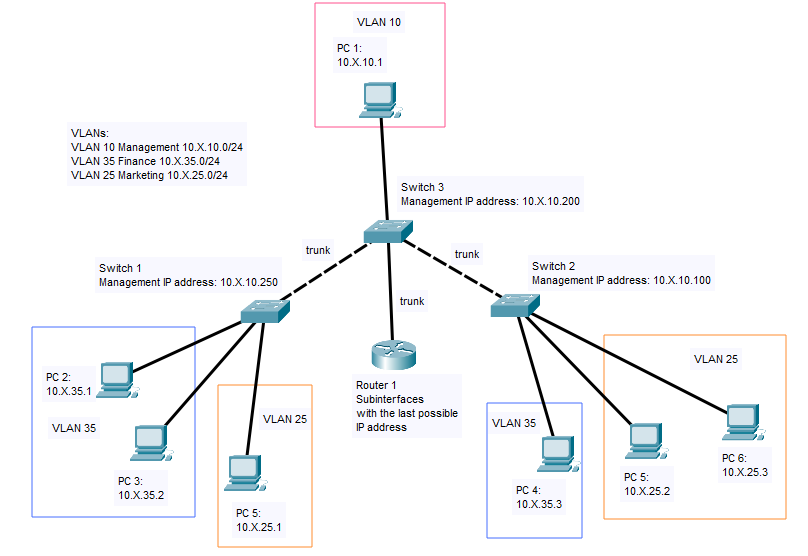 VLAN 10
PC 1:
10.X.10.1
VLANs:
VLAN 10 Management 10.X.10.0/24
VLAN 35 Finance 10.X.35.0/24
VLAN 25 Marketing 10.X.25.0/24
Switch 3
Management IP address: 10.X.10.200
trunk
trunk
Switch 1
Management IP address: 10.X.10.250
Switch 2
Management IP address: 10.X.10.100
trunk
Router 1
Subinterfaces
with the last possible
IP address
PC 2:
10.X.35.1
VLAN 35
PC 3:
10.X.35.2
VLAN 25
PC 5:
10.X.25.1
VLAN 35
PC 4:
10.X.35.3
VLAN 25
PC 5:
10.X.25.2
PC 6:
10.X.25.3